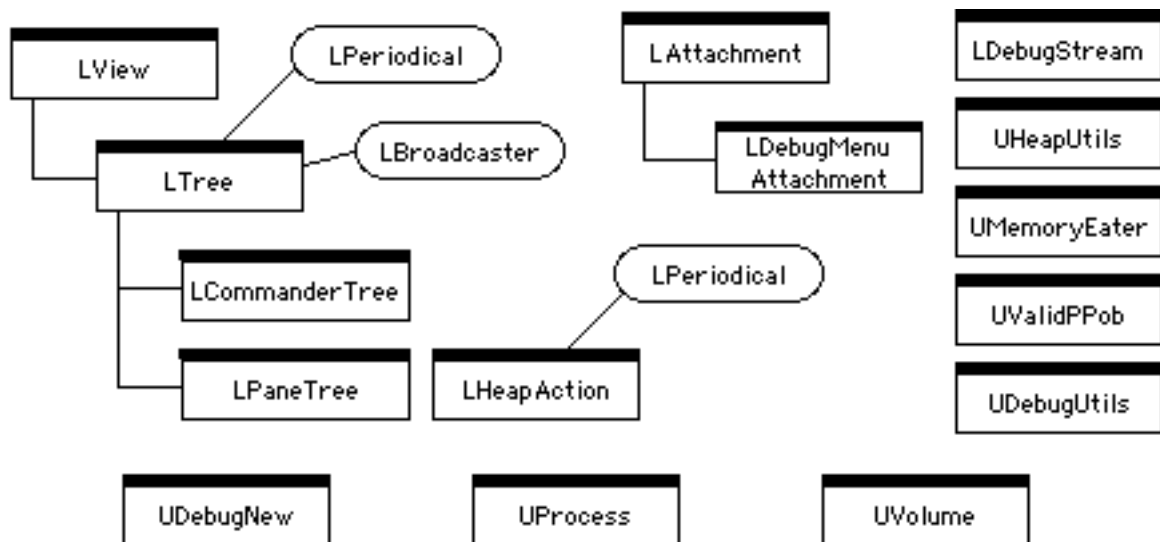 LView
LPeriodical
LAttachment
LDebugStream
LBroadcaster
LTree
LDebugMenu
Attachment
UHeapUtils
UMemoryEater
LCommanderTree
LPeriodical
UValidPPob
LPaneTree
LHeapAction
UDebugUtils
UDebugNew
UProcess
UVolume